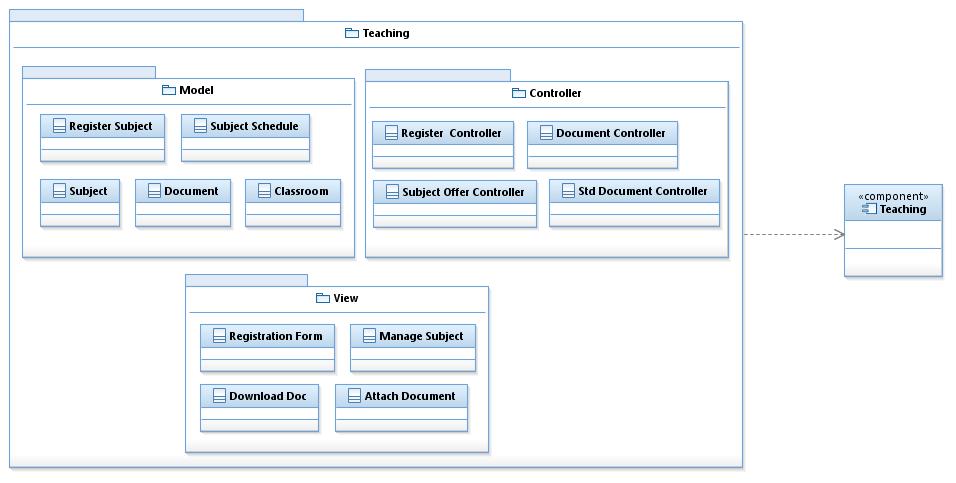 Teaching
Model
Controller
Register Subject
Subject Schedule
Register Controller
Document Controller
Subject
Document
Classroom
Subject Offer Controller
Std Document Controller
«component»
Teaching
View
Registration Form
Manage Subject
Download Doc
Attach Document